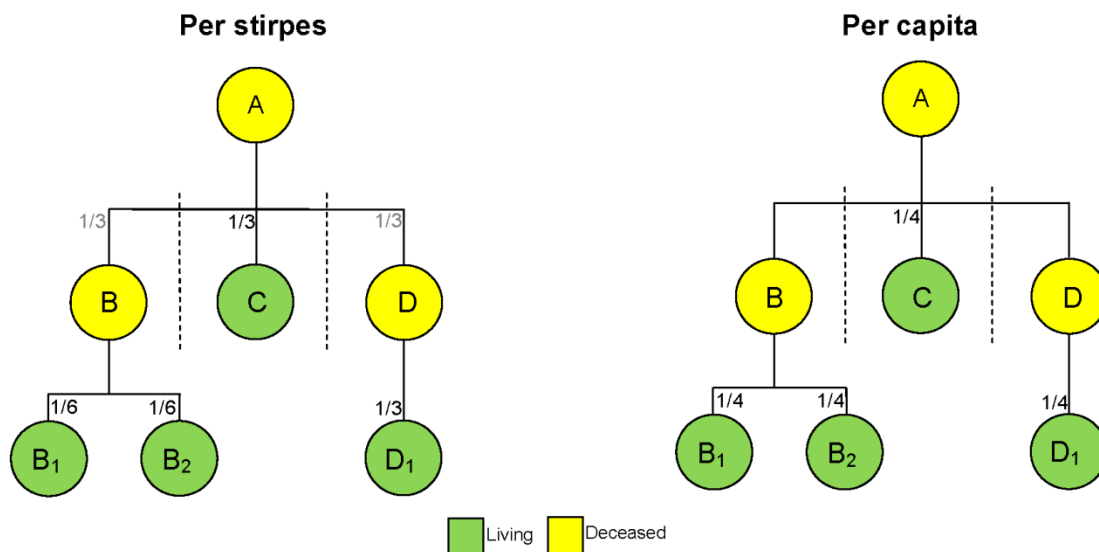 Per stirpes
A
1/3
1/3
1/3
B
C
D
1/6
1/6
1/3
B₁
B₂
D₁
Per capita
A
1/4
B
C
D
1/4
1/4
1/4
B₁
B₂
D₁
Living
Deceased